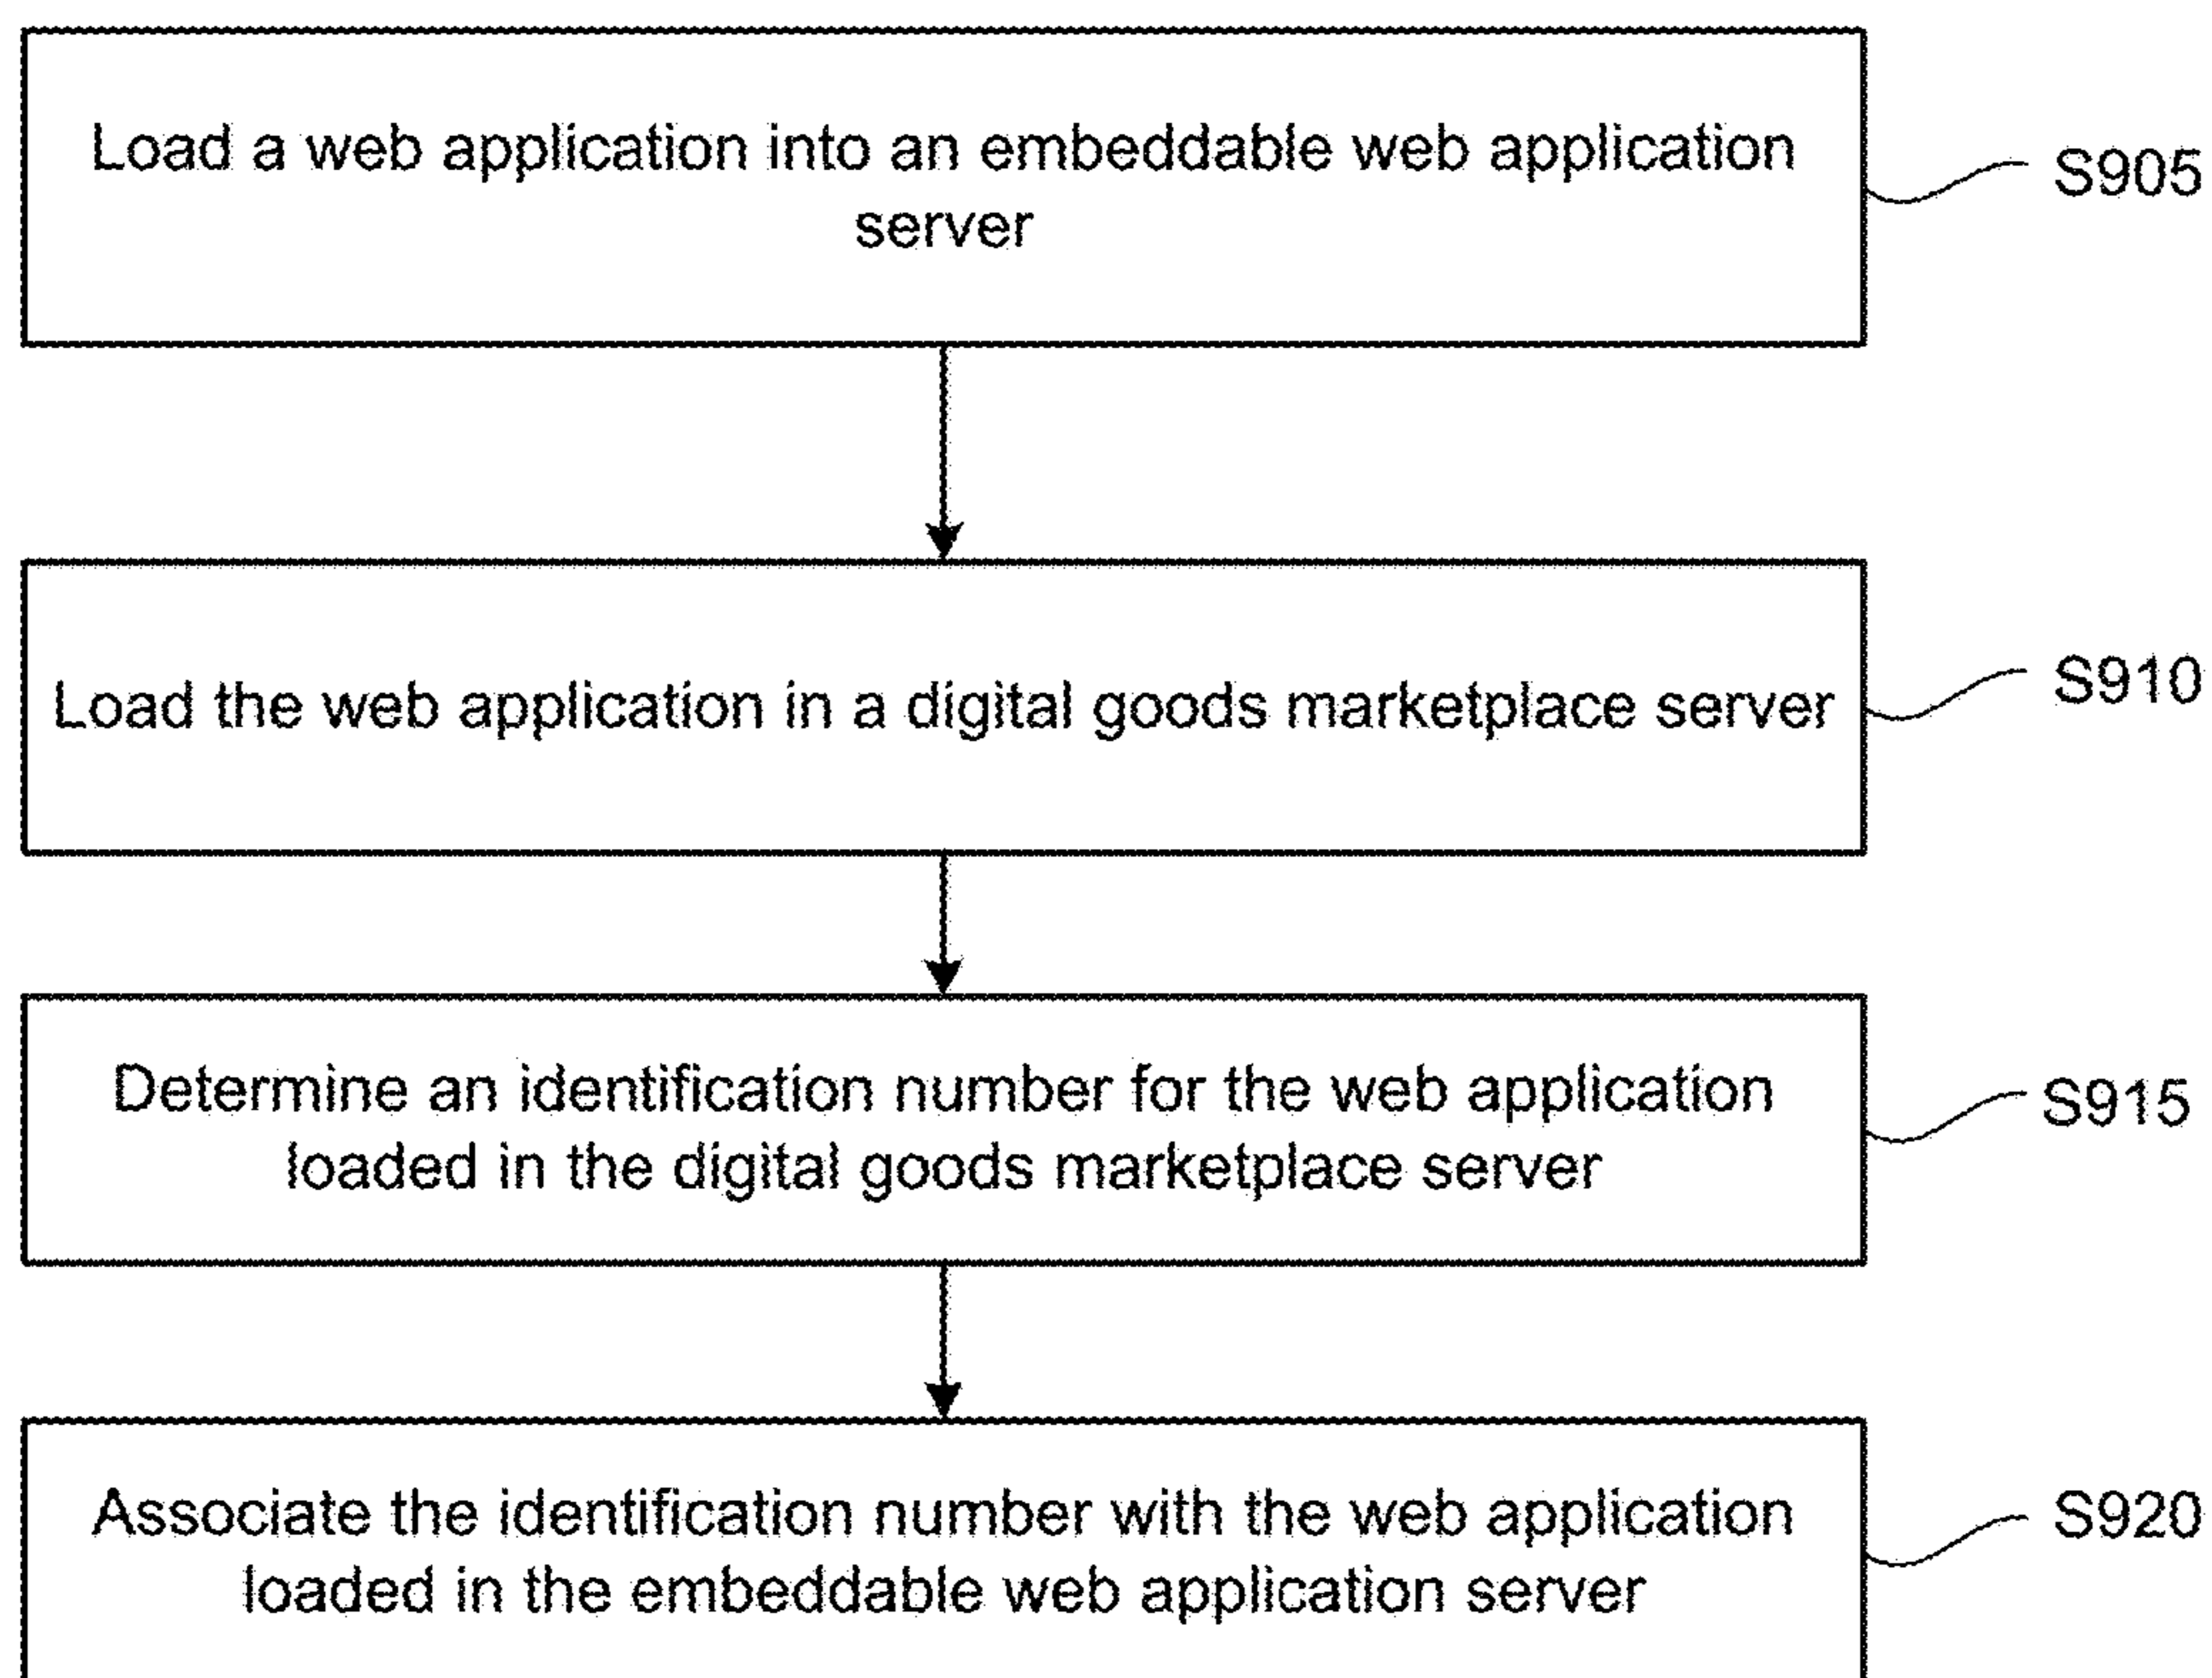 Load a web application into an embeddable web application
server
S905
Load the web application in a digital goods marketplace server
S910
Determine an identification number for the web application
loaded in the digital goods marketplace server
S915
Associate the identification number with the web application
loaded in the embeddable web application server
S920